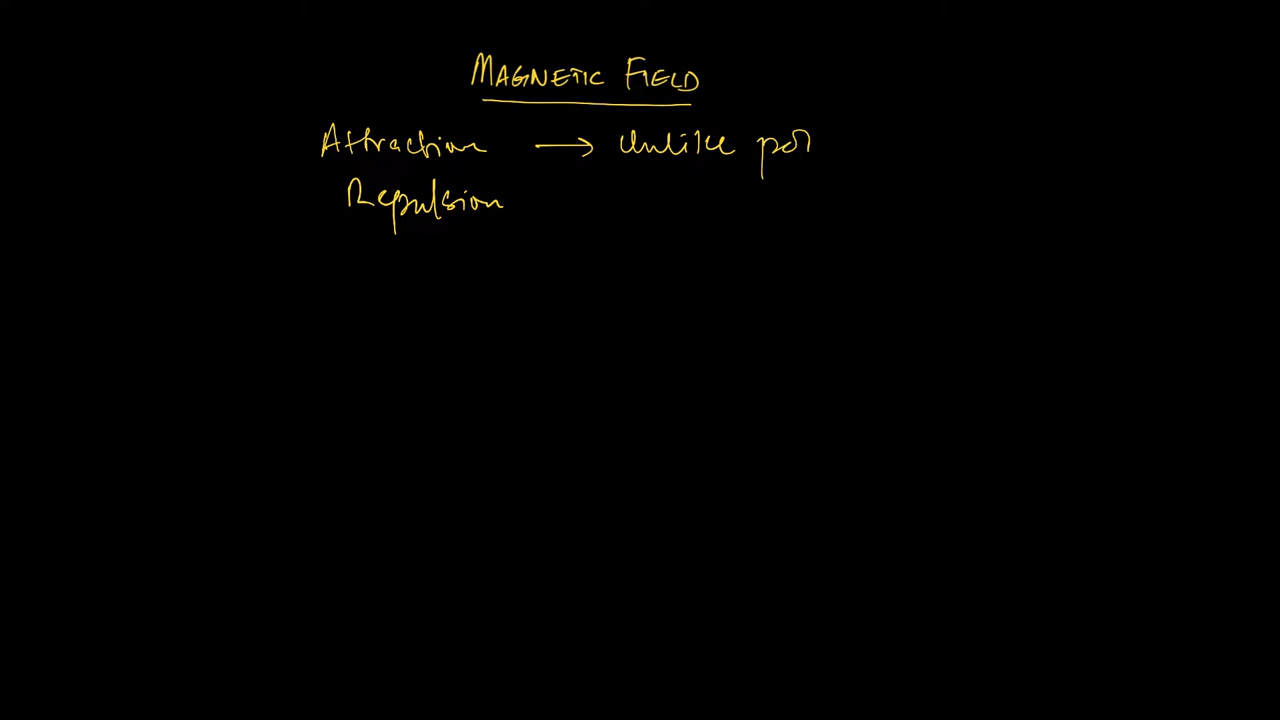 MAGNETIC FIELD
Attraction → Unlike pol
Repulsion